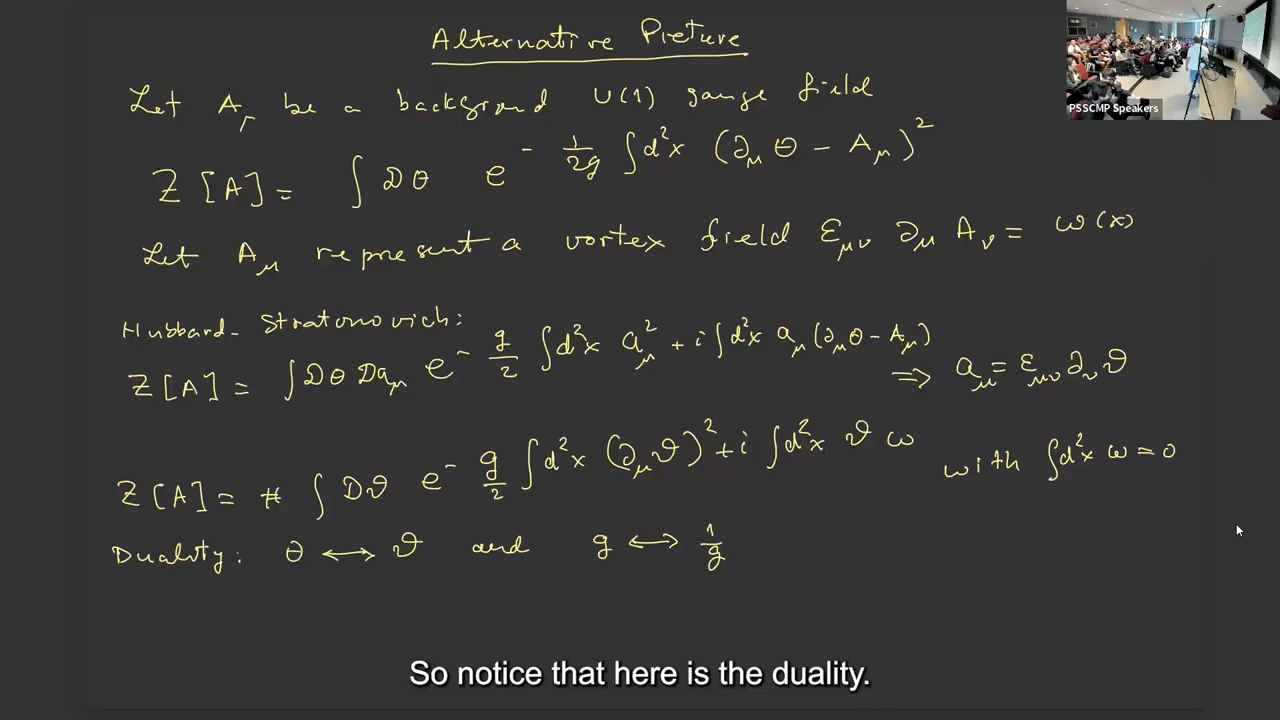 Alternative Picture
PSSCMP Speakers
Let A_μ be a background U(1) gauge field
Z[A] = ∫ Dθ e^{- 1/2g ∫d²x (∂_μ θ - A_μ)²}
Let A_μ represent a vortex field ε_μν ∂_μ A_ν = ω(x)
Hubbard-Stratonovich:
Z[A] = ∫ Dθ Da_μ e^{- g/2 ∫d²x a_μ² + i∫d²x a_μ(∂_μθ - A_μ)} ⇒ a_μ = ε_μν ∂_ν ϑ
Z[A] = # ∫ Dϑ e^{- g/2 ∫d²x (∂_μϑ)² + i ∫d²x ϑ ω} with ∫d²x ω = 0
Duality: θ ↔ ϑ and g ↔ 1/g
So notice that here is the duality.